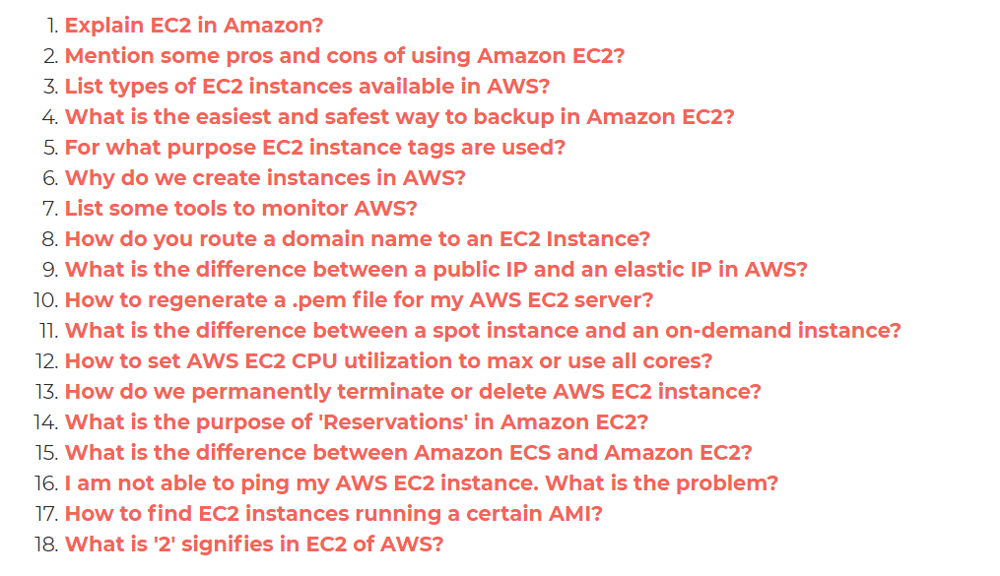 1. Explain EC2 in Amazon?
2. Mention some pros and cons of using Amazon EC2?
3. List types of EC2 instances available in AWS?
4. What is the easiest and safest way to backup in Amazon EC2?
5. For what purpose EC2 instance tags are used?
6. Why do we create instances in AWS?
7. List some tools to monitor AWS?
8. How do you route a domain name to an EC2 Instance?
9. What is the difference between a public IP and an elastic IP in AWS?
10. How to regenerate a .pem file for my AWS EC2 server?
11. What is the difference between a spot instance and an on-demand instance?
12. How to set AWS EC2 CPU utilization to max or use all cores?
13. How do we permanently terminate or delete AWS EC2 instance?
14. What is the purpose of 'Reservations' in Amazon EC2?
15. What is the difference between Amazon ECS and Amazon EC2?
16. I am not able to ping my AWS EC2 instance. What is the problem?
17. How to find EC2 instances running a certain AMI?
18. What is '2' signifies in EC2 of AWS?